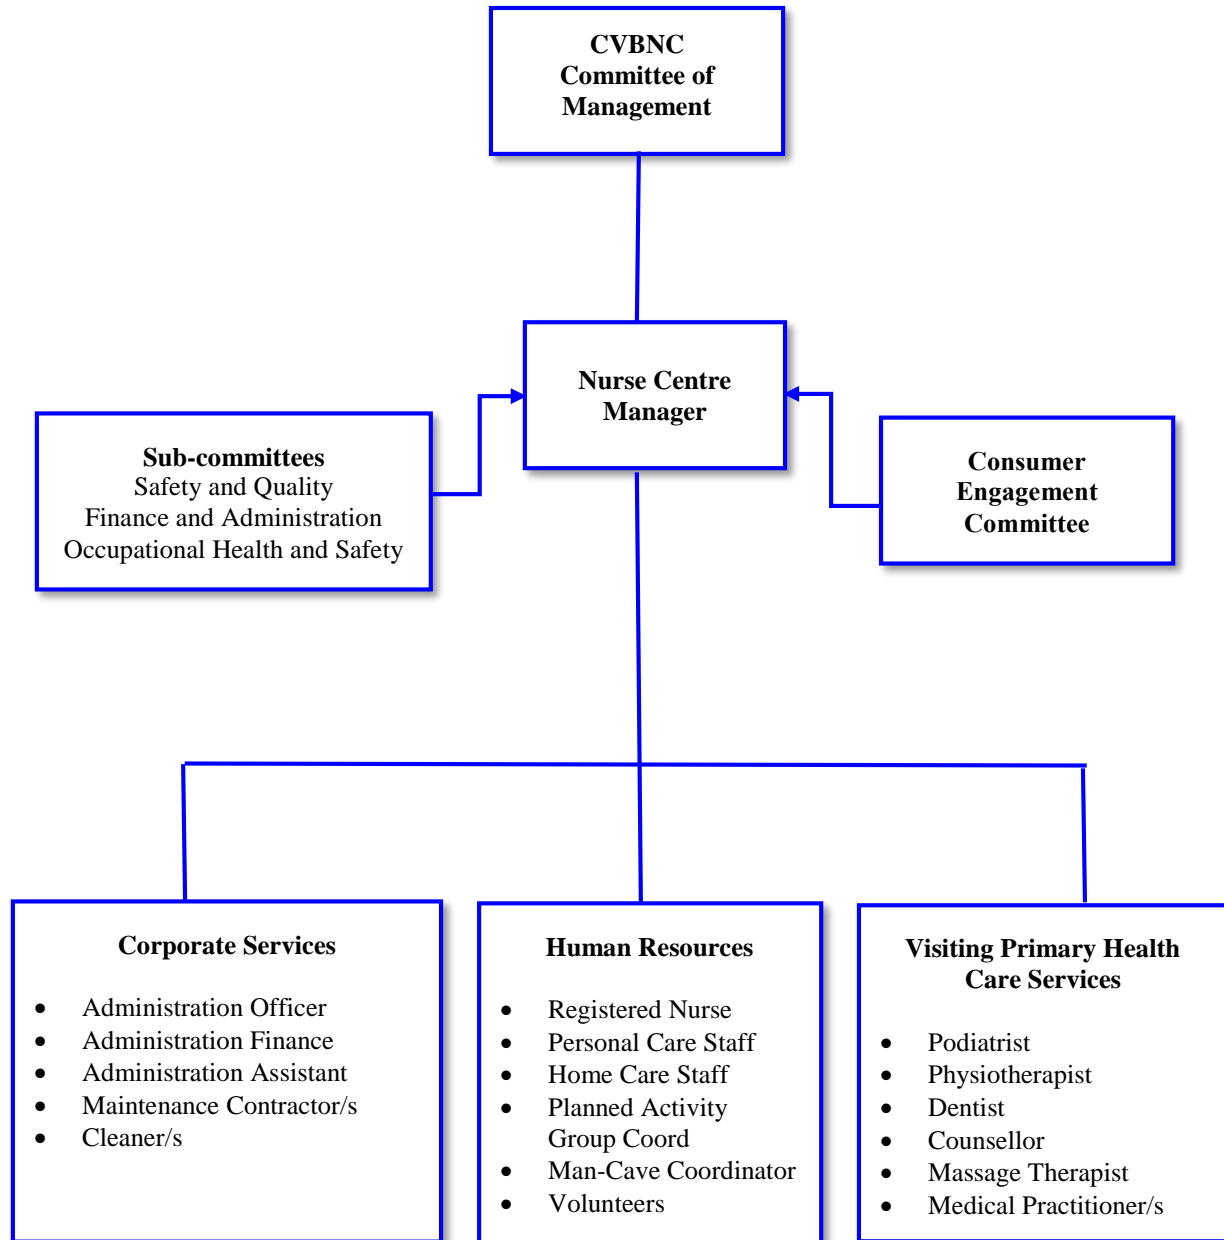 CVBNC
Committee of
Management
Nurse Centre
Manager
Sub-committees
Safety and Quality
Finance and Administration
Occupational Health and Safety
Consumer
Engagement
Committee
Corporate Services
• Administration Officer
• Administration Finance
• Administration Assistant
• Maintenance Contractor/s
• Cleaner/s
Human Resources
• Registered Nurse
• Personal Care Staff
• Home Care Staff
• Planned Activity
Group Coord
• Man-Cave Coordinator
• Volunteers
Visiting Primary Health
Care Services
• Podiatrist
• Physiotherapist
• Dentist
• Counsellor
• Massage Therapist
• Medical Practitioner/s